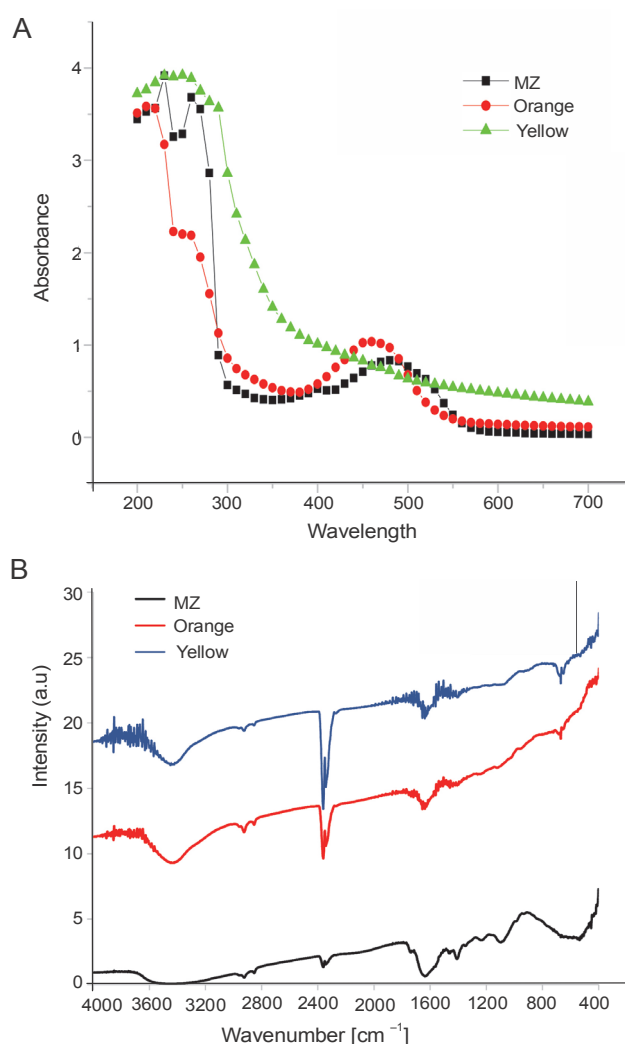 A
4
3
2
1
0
Absorbance
MZ
Orange
Yellow
200 300 400 500 600 700
Wavelength
B
30
25
20
15
10
5
0
Intensity (a.u)
MZ
Orange
Yellow
4000 3600 2800 2400 2000 1600 1200 800 400
Wavenumber [cm⁻¹]